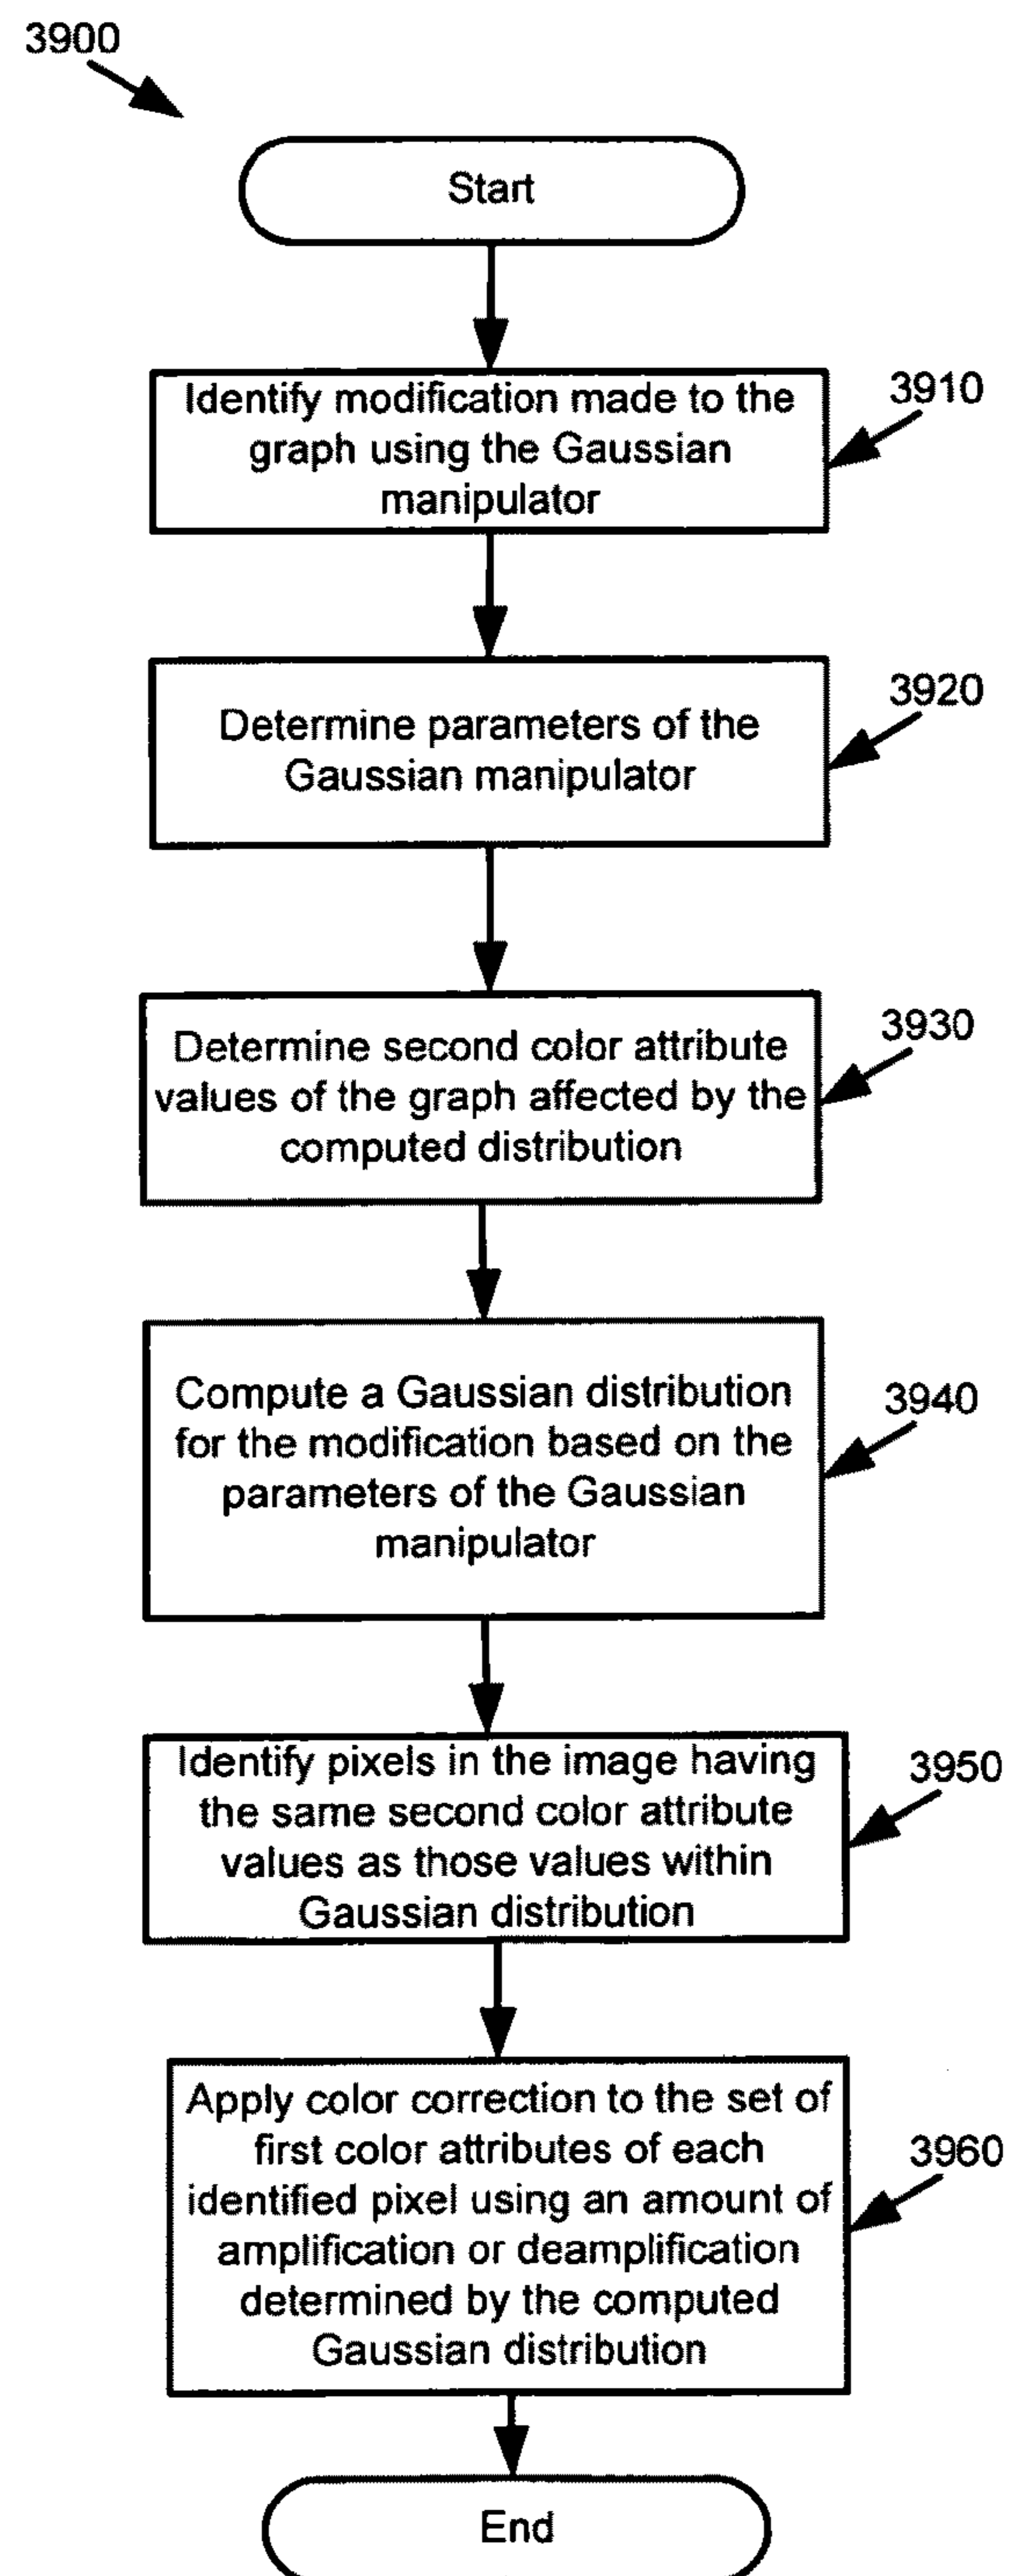 3900
Start
Identify modification made to the
graph using the Gaussian
manipulator
3910
Determine parameters of the
Gaussian manipulator
3920
Determine second color attribute
values of the graph affected by the
computed distribution
3930
Compute a Gaussian distribution
for the modification based on the
parameters of the Gaussian
manipulator
3940
Identify pixels in the image having
the same second color attribute
values as those values within
Gaussian distribution
3950
Apply color correction to the set of
first color attributes of each
identified pixel using an amount of
amplification or deamplification
determined by the computed
Gaussian distribution
3960
End